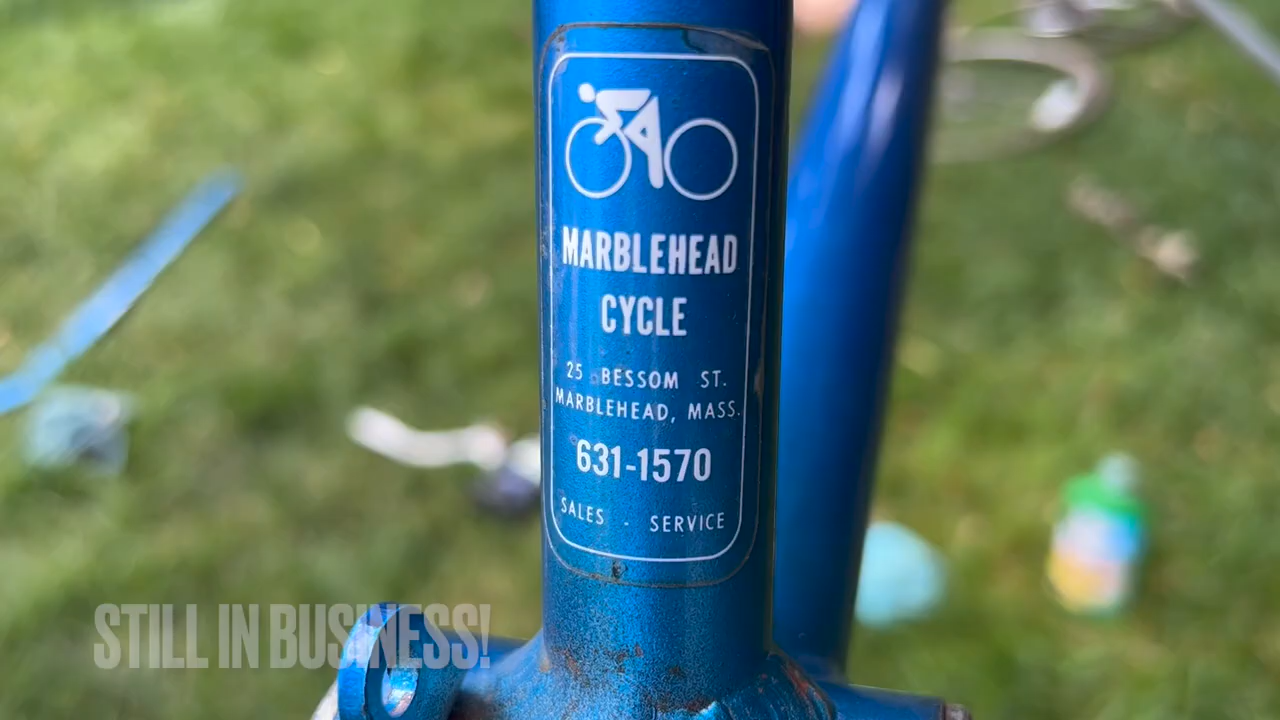 MARBLEHEAD
CYCLE
25 BESSOM ST.
MARBLEHEAD, MASS.
631-1570
SALES - SERVICE
STILL IN BUSINESS!